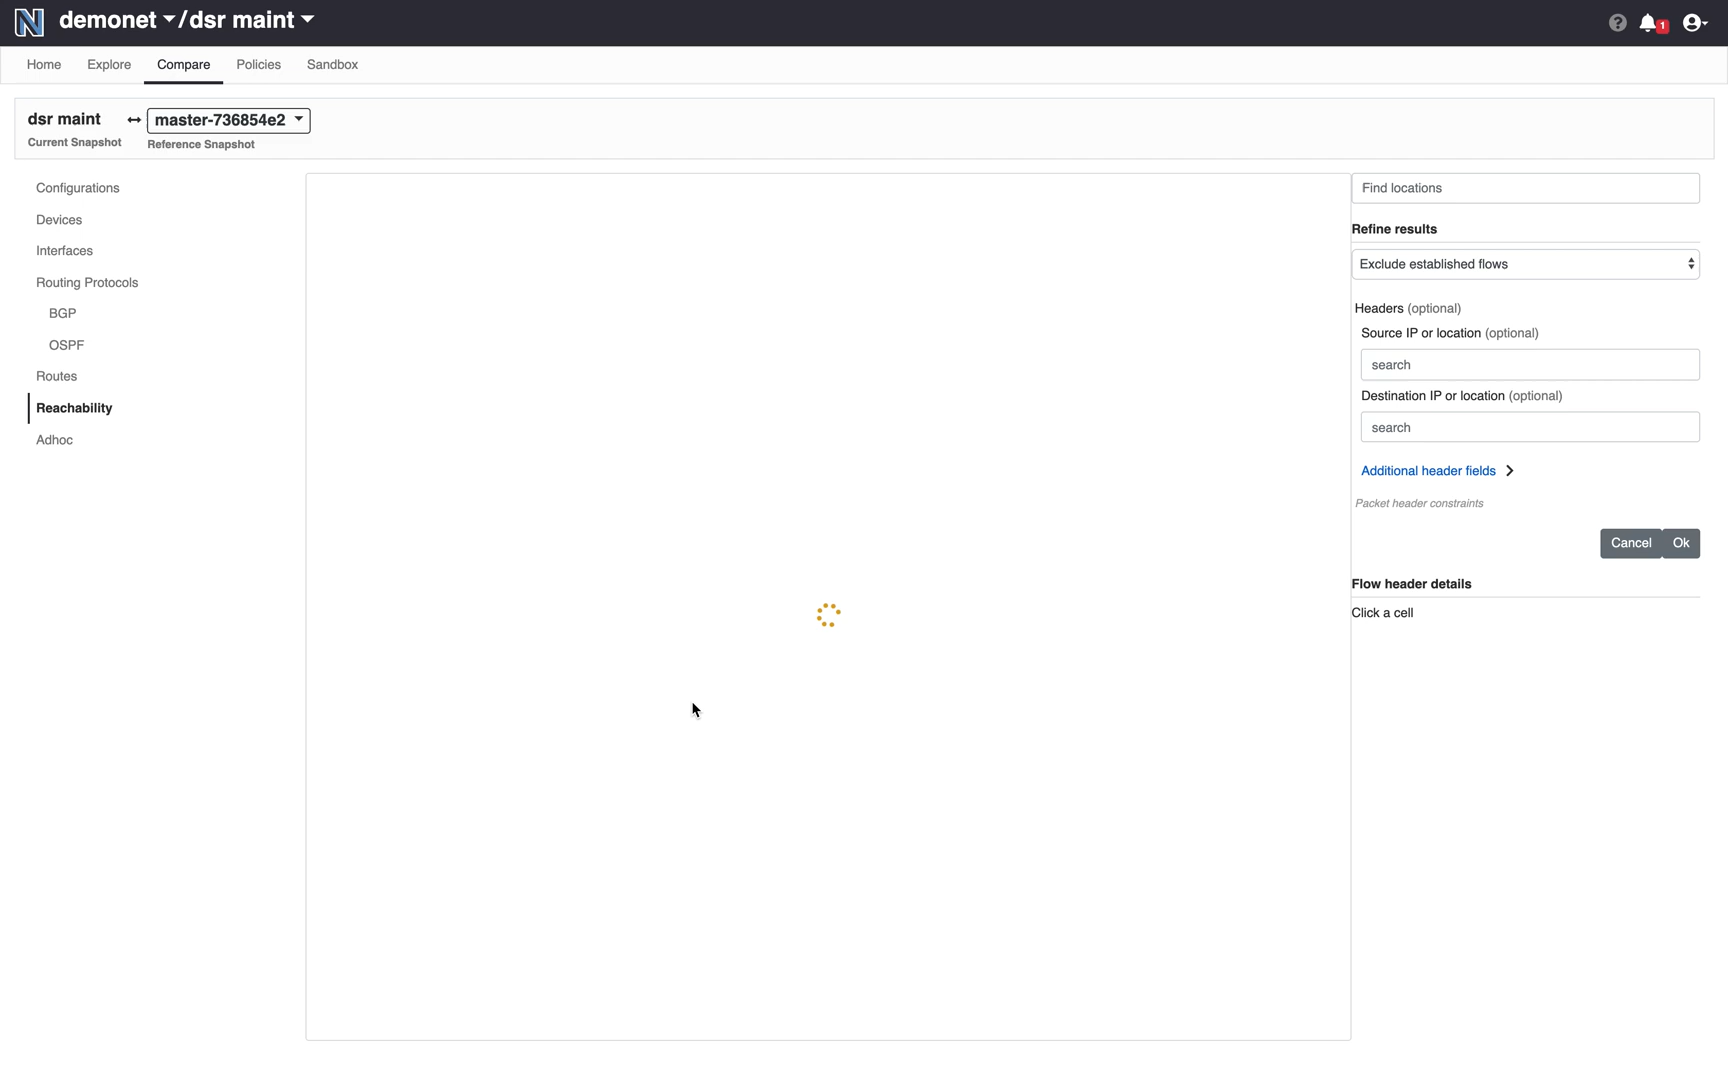 demonet / dsr maint
1
Home Explore Compare Policies Sandbox
dsr maint ↔ master-736854e2
Current Snapshot Reference Snapshot
Configurations
Devices
Interfaces
Routing Protocols
BGP
OSPF
Routes
Reachability
Adhoc
Find locations
Refine results
Exclude established flows
Headers (optional)
Source IP or location (optional)
search
Destination IP or location (optional)
search
Additional header fields
Packet header constraints
Cancel Ok
Flow header details
Click a cell